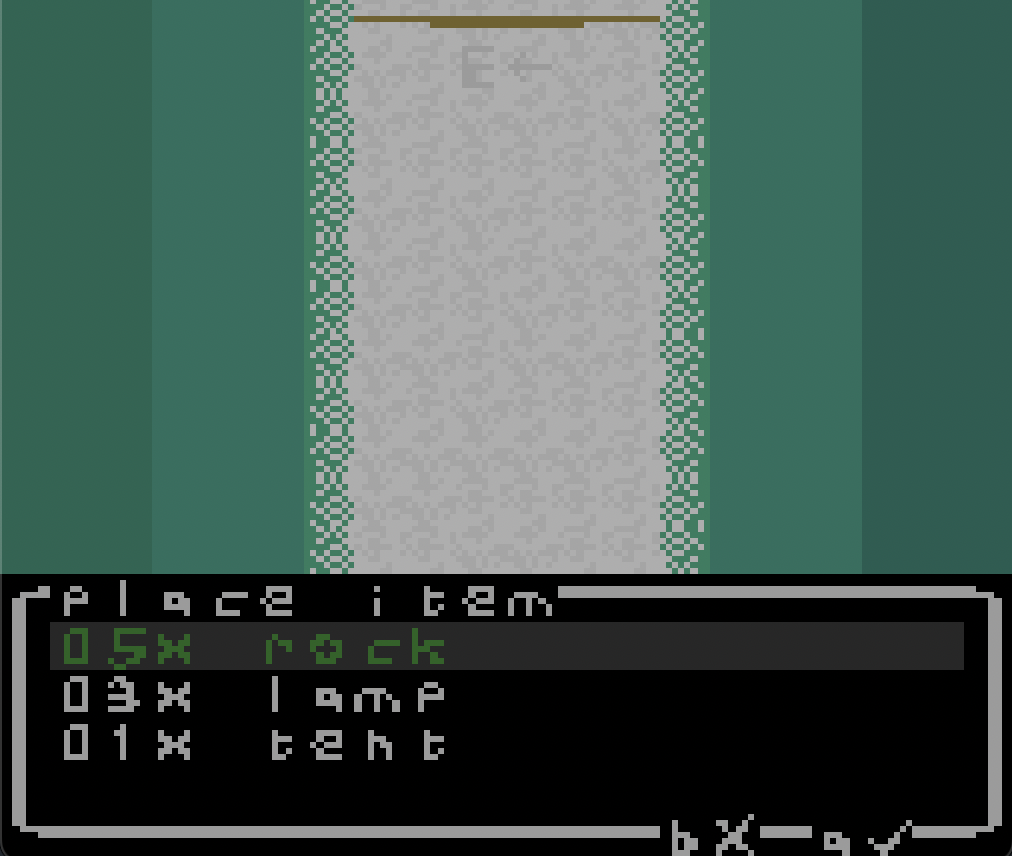 E ←
place item
05x rock
03x lamp
01x tent
b X a ✓